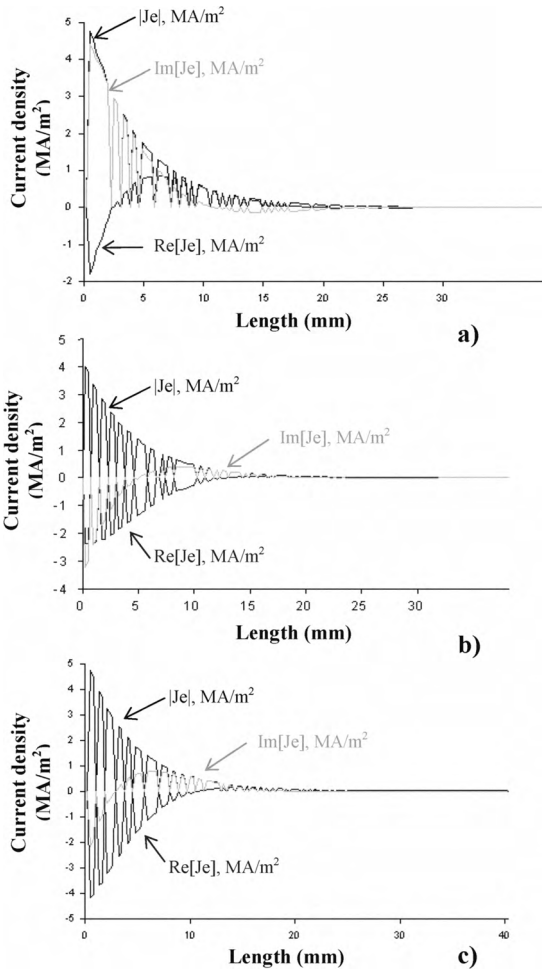 Current density
(MA/m²)
5
4
3
2
1
0
-1
-2
|Je|, MA/m²
Im[Je], MA/m²
Re[Je], MA/m²
0 5 10 15 20 25 30
Length (mm)
a)
Current density
(MA/m²)
5
4
3
2
1
0
-1
-2
-3
-4
|Je|, MA/m²
Im[Je], MA/m²
Re[Je], MA/m²
0 5 10 15 20 25 30
Length (mm)
b)
Current density
(MA/m²)
5
4
3
2
1
0
-1
-2
-3
-4
-5
|Je|, MA/m²
Im[Je], MA/m²
Re[Je], MA/m²
0 10 20 30 40
Length (mm)
c)